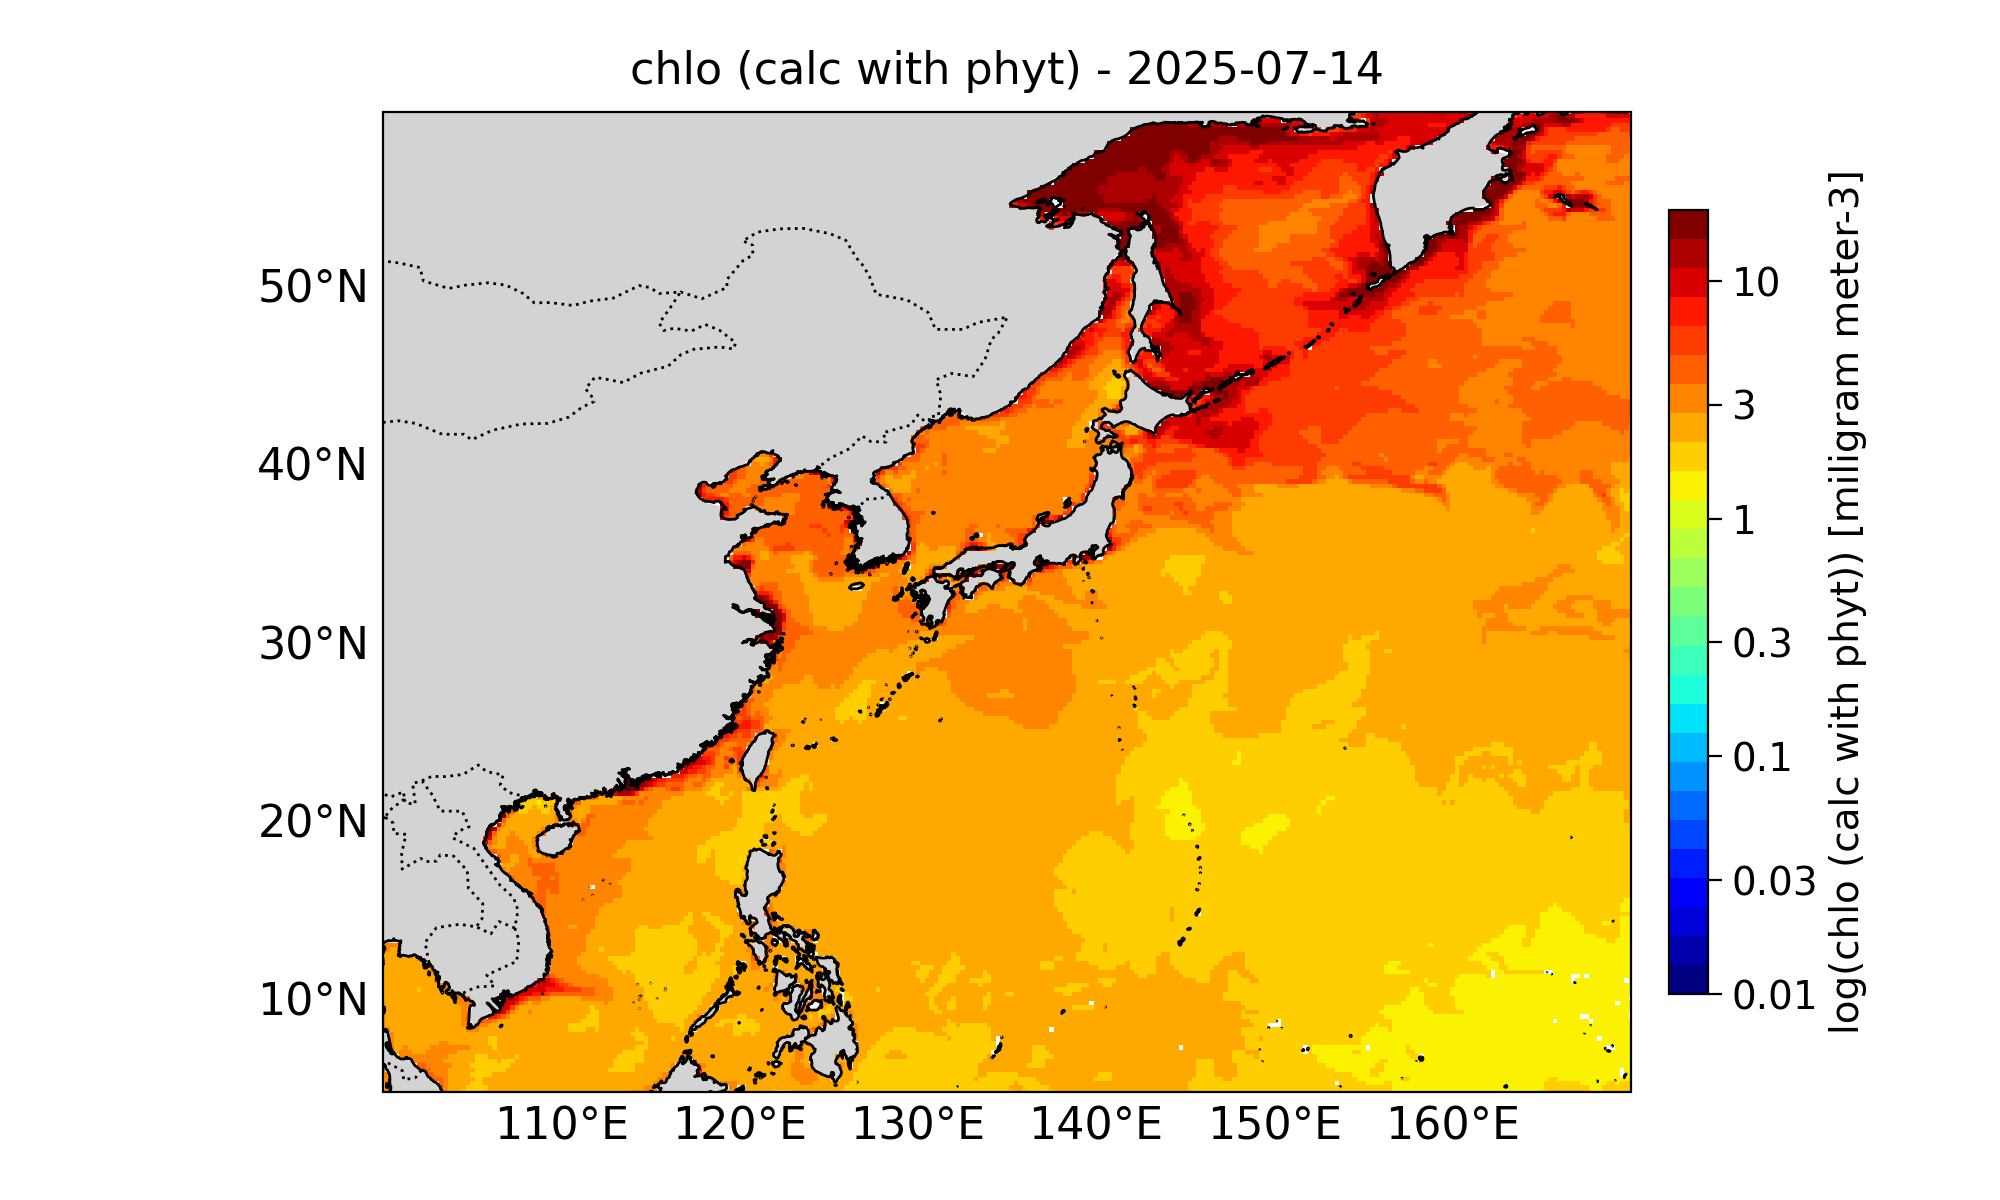 chlo (calc with phyt) - 2025-07-14
50°N
40°N
30°N
20°N
10°N
110°E 120°E 130°E 140°E 150°E 160°E
10
3
1
0.3
0.1
0.03
0.01
log(chlo (calc with phyt)) [miligram meter-3]